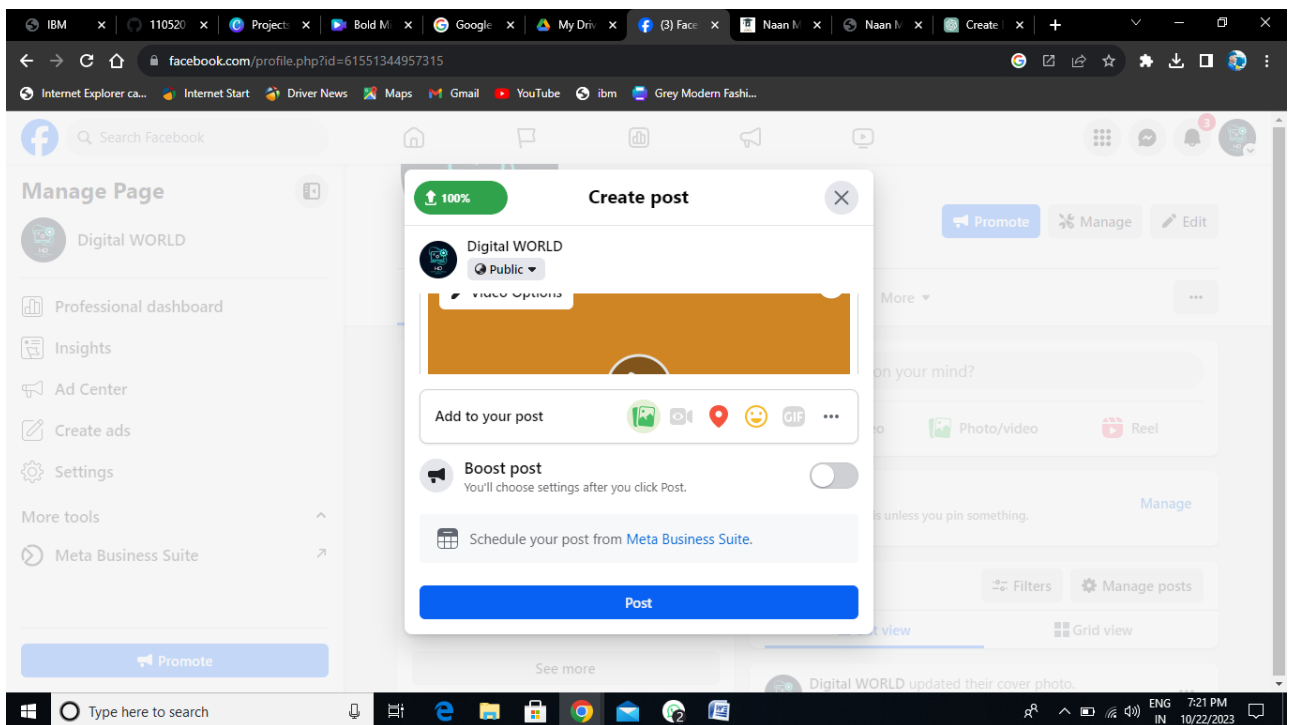 IBM
110520
Projects
Bold Mi
Google
My Driv
(3) Face
Naan M
Naan M
Create
facebook.com/profile.php?id=61551344957315
Internet Explorer ca...
Internet Start
Driver News
Maps
Gmail
YouTube
ibm
Grey Modern Fashi...
Search Facebook
3
Manage Page
Digital WORLD
Professional dashboard
Insights
Ad Center
Create ads
Settings
More tools
Meta Business Suite
Promote
100%
Create post
Digital WORLD
Public
Video Options
Add to your post
GIF
Boost post
You'll choose settings after you click Post.
Schedule your post from Meta Business Suite.
Post
See more
Promote
Manage
Edit
More
on your mind?
Photo/video
Reel
Manage
is unless you pin something.
Filters
Manage posts
view
Grid view
Digital WORLD updated their cover photo.
Type here to search
2
ENG
IN
7:21 PM
10/22/2023